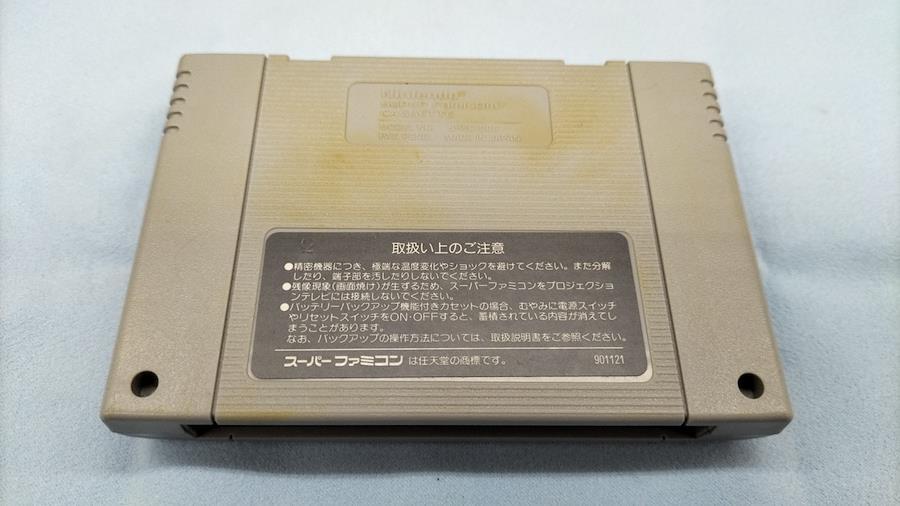 Nintendo®
SUPER FAMICOM®
CASSETTE
MADE IN JAPAN
取扱い上のご注意
●精密機器につき、極端な温度変化やショックを避けてください。また分解
したり、端子部を汚したりしないでください。
●残像現象(画面焼け)が生ずるため、スーパーファミコンをプロジェクショ
ンテレビには接続しないでください。
●バッテリーバックアップ機能付きカセットの場合、むやみに電源スイッチ
やリセットスイッチをON・OFFすると、蓄積されている内容が消えてし
まうことがあります。
なお、バックアップの操作方法については、取扱説明書をご参照ください。
スーパーファミコン は任天堂の商標です。 901121